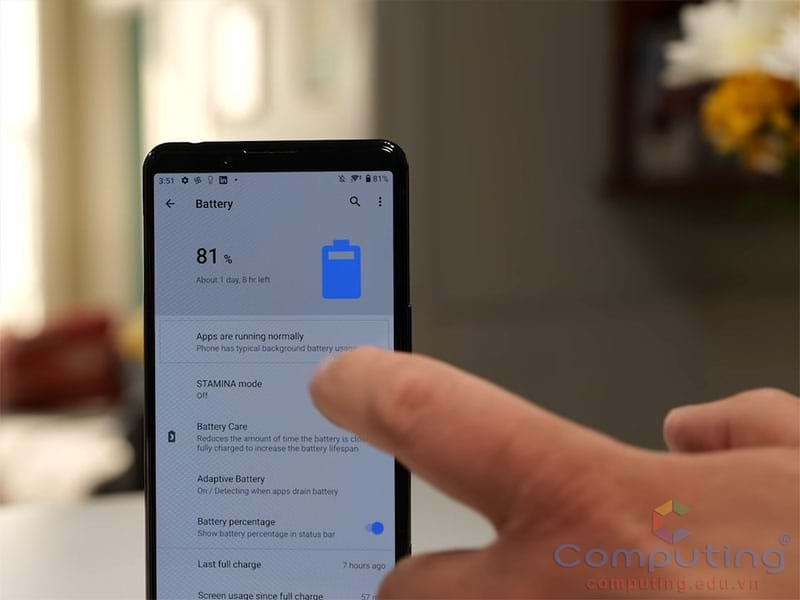 3:51
81%
Battery
81 %
About 1 day, 8 hr left
Apps are running normally
Phone has typical background battery
STAMINA mode
Off
Battery Care
Reduces the amount of time the battery is
fully charged to increase the battery lifespan
Adaptive Battery
On / Detecting when apps drain battery
Battery percentage
Show battery percentage in status bar
Last full charge 7 hours ago
Screen usage since full charge 57
Computing®
computing.edu.vn